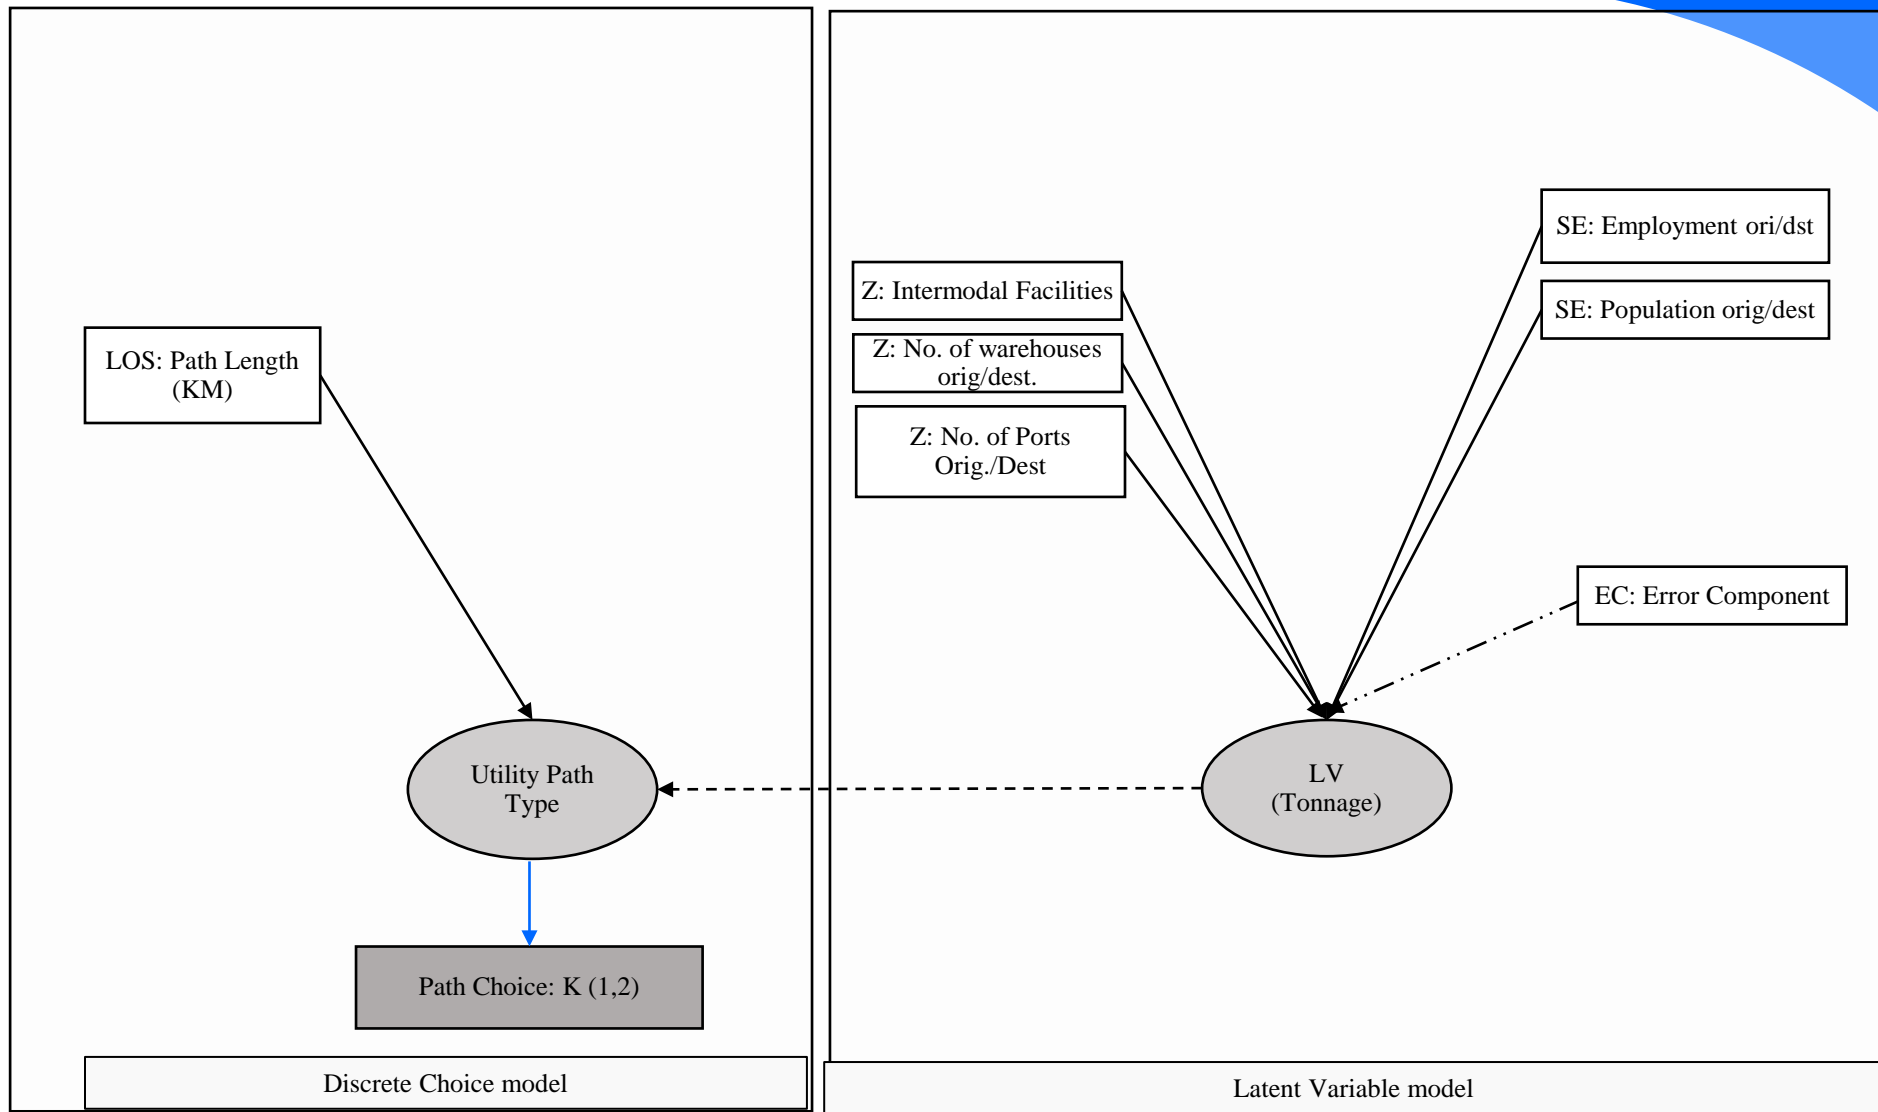 LOS: Path Length
(KM)
Utility Path
Type
Path Choice: K (1,2)
Discrete Choice model
Z: Intermodal Facilities
Z: No. of warehouses
orig/dest.
Z: No. of Ports
Orig./Dest
SE: Employment ori/dst
SE: Population orig/dest
EC: Error Component
LV
(Tonnage)
Latent Variable model